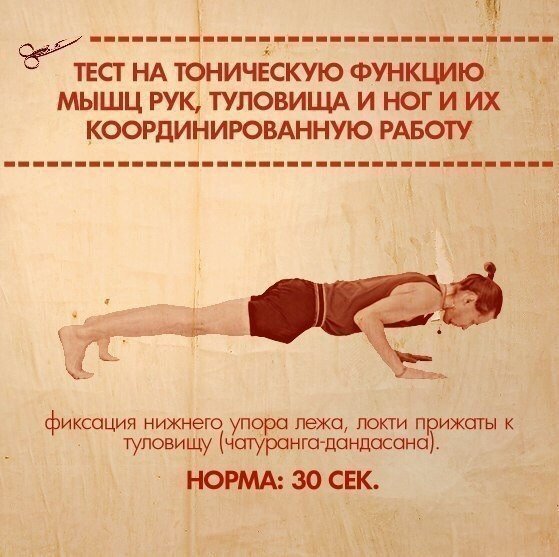 ТЕСТ НА ТОНИЧЕСКУЮ ФУНКЦИЮ
МЫШЦ РУК, ТУЛОВИЩА И НОГ И ИХ
КООРДИНИРОВАННУЮ РАБОТУ
фиксация нижнего упора лежа, локти прижаты к
туловищу (чатуранга-дандасана).
НОРМА: 30 СЕК.